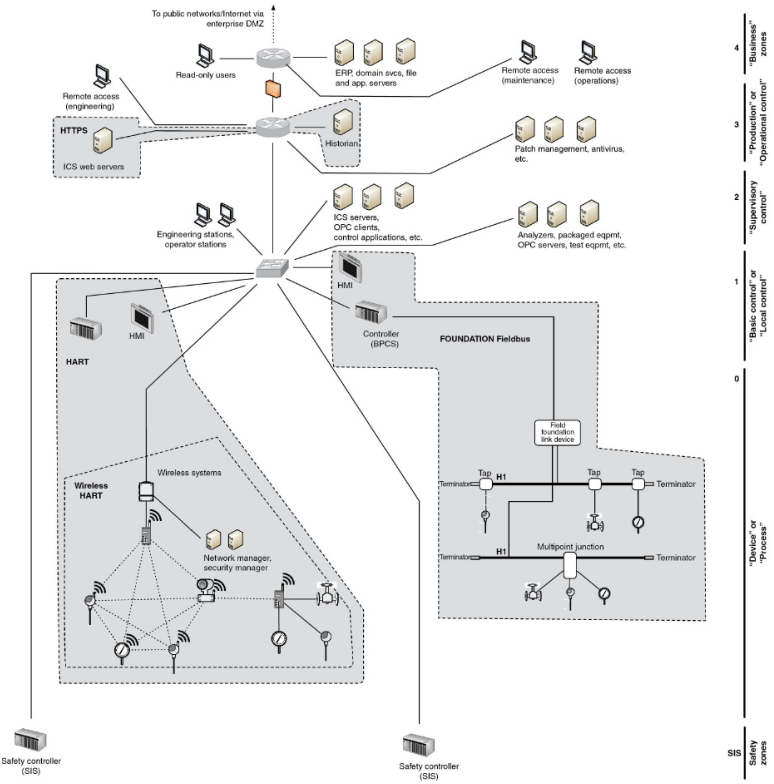 To public networks/Internet via
enterprise DMZ
Read-only users
ERP, domain svcs, file
and app. servers
Remote access
(maintenance)
Remote access
(operations)
4
"Business"
zones
Remote access
(engineering)
HTTPS
ICS web servers
Historian
Patch management, antivirus,
etc.
3
"Production" or
"Operational control"
Engineering stations,
operator stations
ICS servers,
OPC clients,
control applications, etc.
Analyzers, packaged eqpmt,
OPC servers, test eqpmt, etc.
2
"Supervisory
control"
HMI
HMI
HART
Controller
(BPCS)
FOUNDATION Fieldbus
1
"Basic control" or
"Local control"
0
Field
foundation
link device
Tap
H1
Tap
Tap
Terminator
Terminator
Wireless systems
Wireless
HART
Network manager,
security manager
Multipoint junction
Terminator
H1
Terminator
"Device" or
"Process"
Safety controller
(SIS)
Safety controller
(SIS)
SIS
Safety
zones